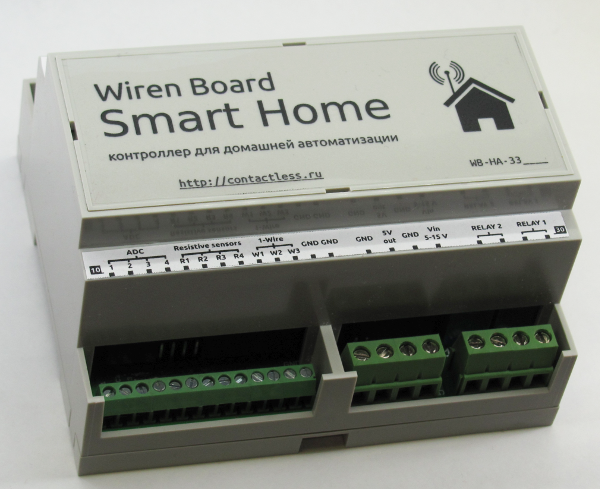 Wiren Board
Smart Home
контроллер для домашней автоматизации
http://contactless.ru
WB-HA-33____
ADC Resistive sensors 1-Wire GND GND GND 5V out GND Vin 5-15 V RELAY 2 RELAY 1
10 1 2 3 4 R1 R2 R3 R4 W1 W2 W3 30